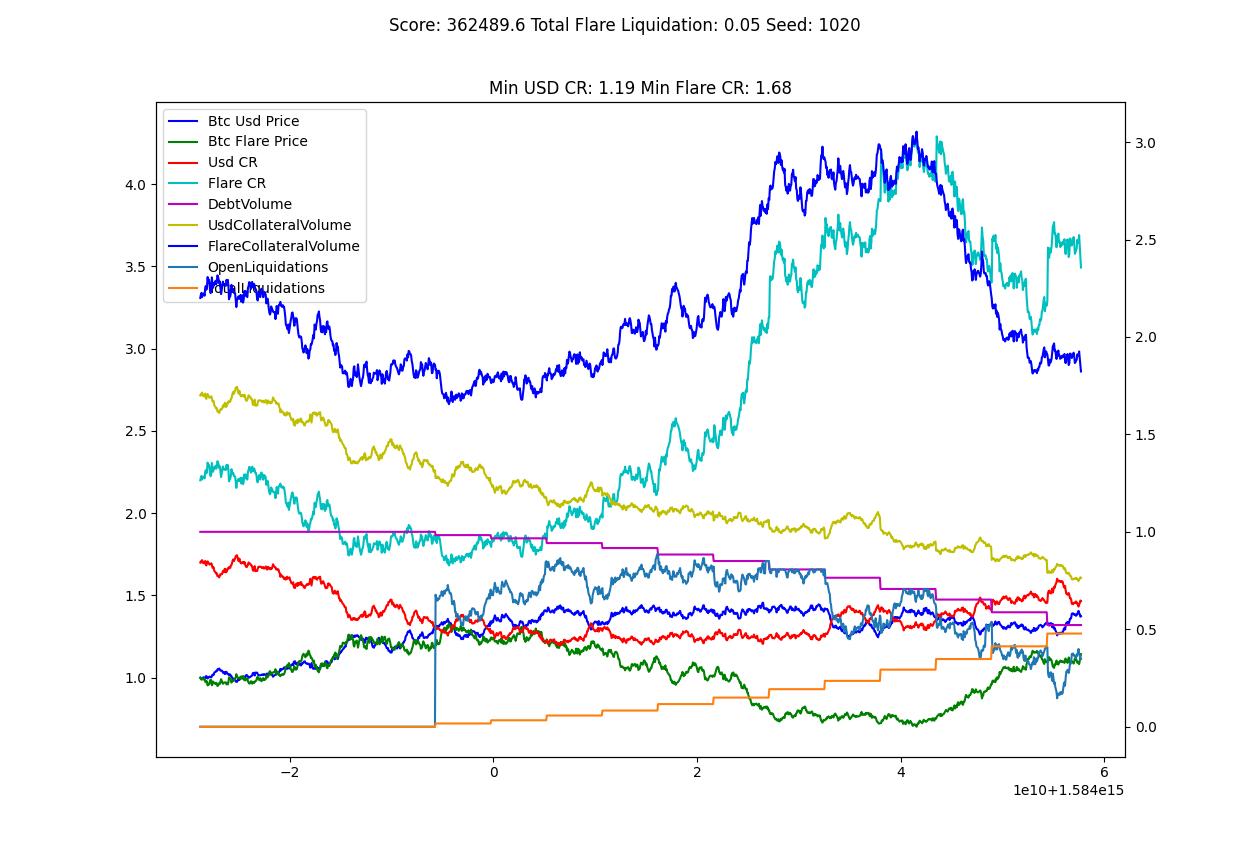 Score: 362489.6 Total Flare Liquidation: 0.05 Seed: 1020
Min USD CR: 1.19 Min Flare CR: 1.68
Btc Usd Price
Btc Flare Price
Usd CR
Flare CR
DebtVolume
UsdCollateralVolume
FlareCollateralVolume
OpenLiquidations
TotalLiquidations
4.0
3.5
3.0
2.5
2.0
1.5
1.0
3.0
2.5
2.0
1.5
1.0
0.5
0.0
−2
0
2
4
6
1e10+1.584e15